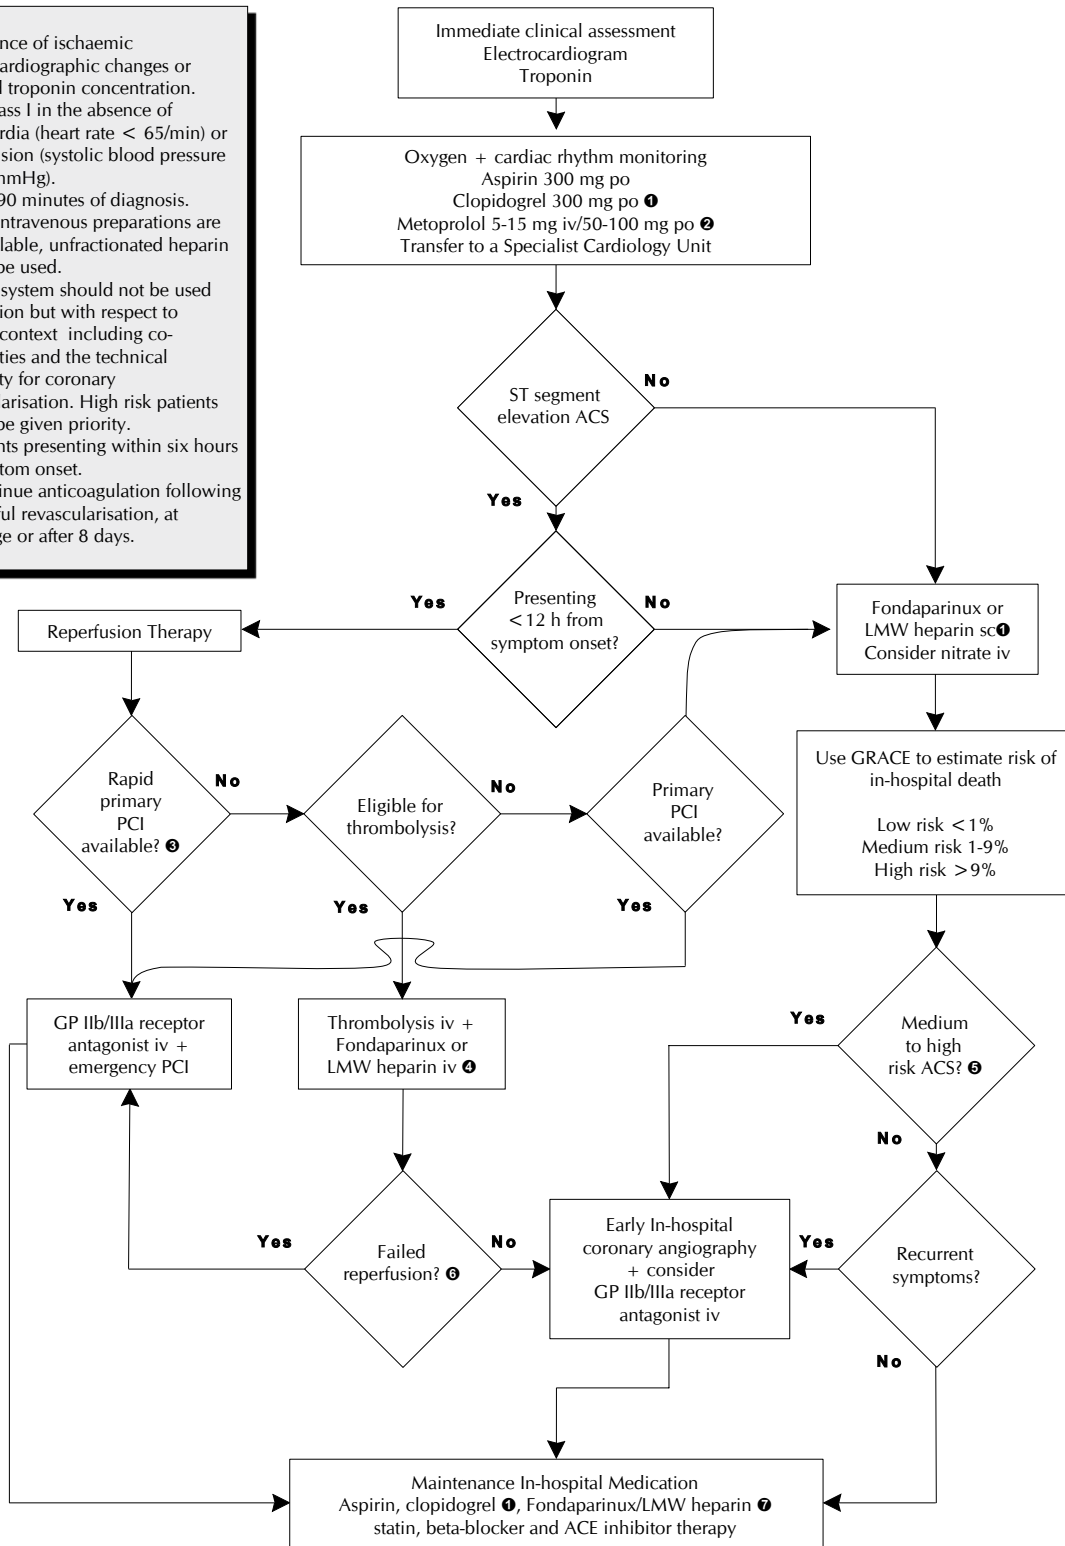 nce of ischaemic
ardiographic changes or
d troponin concentration.
ass I in the absence of
rdia (heart rate < 65/min) or
sion (systolic blood pressure
mmHg).
90 minutes of diagnosis.
ntravenous preparations are
lable, unfractionated heparin
be used.
system should not be used
ion but with respect to
context including co-
ties and the technical
ty for coronary
larisation. High risk patients
be given priority.
nts presenting within six hours
tom onset.
inue anticoagulation following
ful revascularisation, at
ge or after 8 days.
Immediate clinical assessment
Electrocardiogram
Troponin
Oxygen + cardiac rhythm monitoring
Aspirin 300 mg po
Clopidogrel 300 mg po ❶
Metoprolol 5-15 mg iv/50-100 mg po ❷
Transfer to a Specialist Cardiology Unit
ST segment
elevation ACS
No
Yes
Presenting
<12 h from
symptom onset?
Yes
No
Reperfusion Therapy
Fondaparinux or
LMW heparin sc❶
Consider nitrate iv
Rapid
primary
PCI
available? ❸
No
Yes
Eligible for
thrombolysis?
No
Yes
Primary
PCI
available?
Yes
Use GRACE to estimate risk of
in-hospital death
Low risk <1%
Medium risk 1-9%
High risk >9%
GP IIb/IIIa receptor
antagonist iv +
emergency PCI
Thrombolysis iv +
Fondaparinux or
LMW heparin iv ❹
Yes
Medium
to high
risk ACS? ❺
No
Yes
Failed
reperfusion? ❻
No
Early In-hospital
coronary angiography
+ consider
GP IIb/IIIa receptor
antagonist iv
Yes
Recurrent
symptoms?
No
Maintenance In-hospital Medication
Aspirin, clopidogrel ❶, Fondaparinux/LMW heparin ❼
statin, beta-blocker and ACE inhibitor therapy